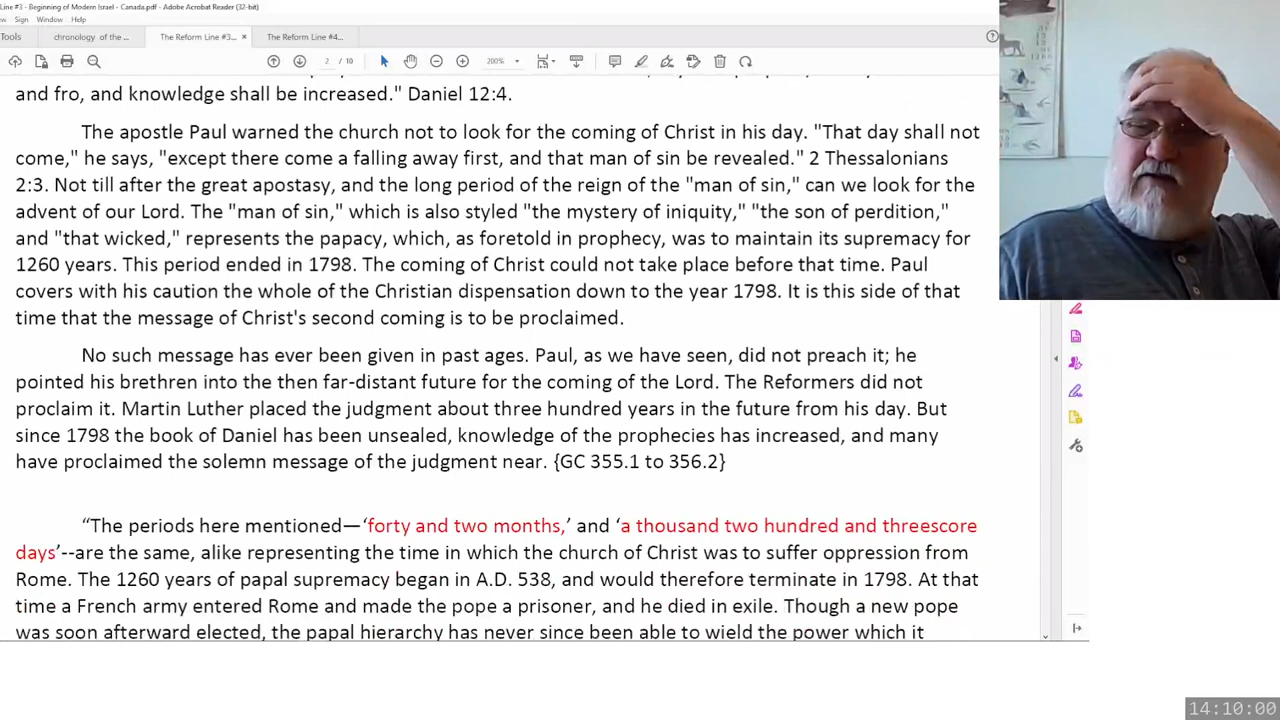 Line #3 - Beginning of Modern Israel - Canada.pdf - Adobe Acrobat Reader (32-bit)
Sign Window Help
Tools chronology of the ... The Reform Line #3... × The Reform Line #4...
2 / 10 200%
and fro, and knowledge shall be increased." Daniel 12:4.
The apostle Paul warned the church not to look for the coming of Christ in his day. "That day shall not
come," he says, "except there come a falling away first, and that man of sin be revealed." 2 Thessalonians
2:3. Not till after the great apostasy, and the long period of the reign of the "man of sin," can we look for the
advent of our Lord. The "man of sin," which is also styled "the mystery of iniquity," "the son of perdition,"
and "that wicked," represents the papacy, which, as foretold in prophecy, was to maintain its supremacy for
1260 years. This period ended in 1798. The coming of Christ could not take place before that time. Paul
covers with his caution the whole of the Christian dispensation down to the year 1798. It is this side of that
time that the message of Christ's second coming is to be proclaimed.
No such message has ever been given in past ages. Paul, as we have seen, did not preach it; he
pointed his brethren into the then far-distant future for the coming of the Lord. The Reformers did not
proclaim it. Martin Luther placed the judgment about three hundred years in the future from his day. But
since 1798 the book of Daniel has been unsealed, knowledge of the prophecies has increased, and many
have proclaimed the solemn message of the judgment near. {GC 355.1 to 356.2}
“The periods here mentioned—‘forty and two months,’ and ‘a thousand two hundred and threescore
days’--are the same, alike representing the time in which the church of Christ was to suffer oppression from
Rome. The 1260 years of papal supremacy began in A.D. 538, and would therefore terminate in 1798. At that
time a French army entered Rome and made the pope a prisoner, and he died in exile. Though a new pope
was soon afterward elected, the papal hierarchy has never since been able to wield the power which it
14:10:00